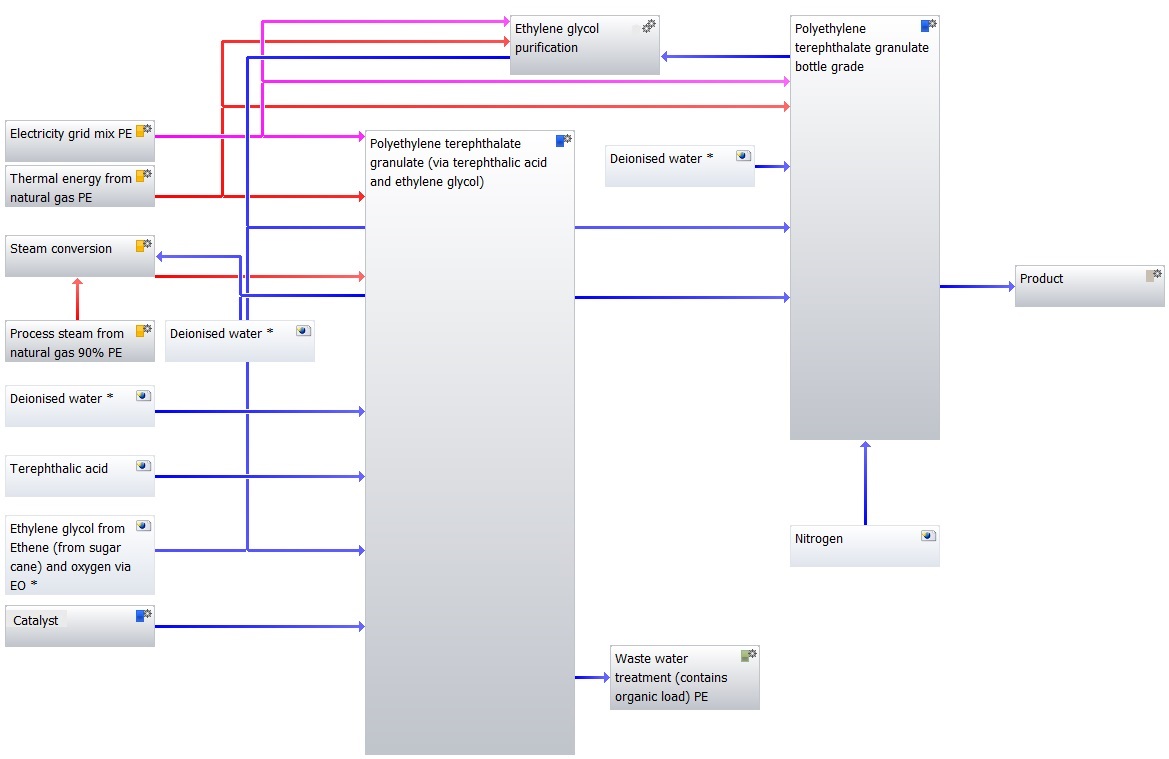 Ethylene glycol
purification
Polyethylene
terephthalate granulate
bottle grade
Electricity grid mix PE
Thermal energy from
natural gas PE
Steam conversion
Process steam from
natural gas 90% PE
Deionised water *
Deionised water *
Terephthalic acid
Ethylene glycol from
Ethene (from sugar
cane) and oxygen via
EO *
Catalyst
Polyethylene terephthalate
granulate (via terephthalic acid
and ethylene glycol)
Deionised water *
Product
Nitrogen
Waste water
treatment (contains
organic load) PE